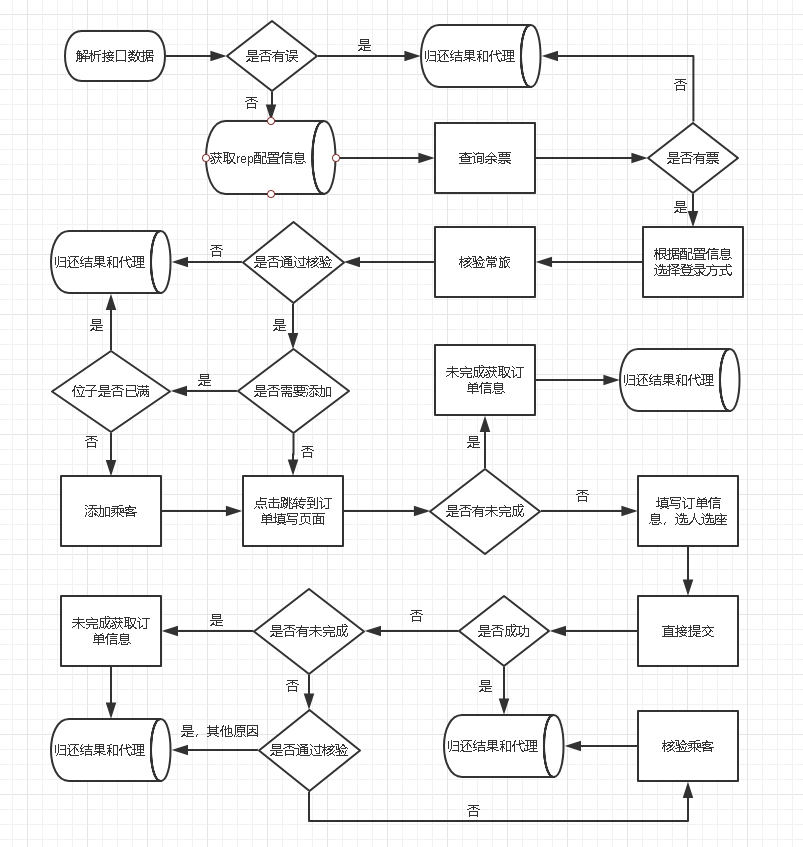 解析接口数据
是否有误
是
归还结果和代理
否
否
获取rep配置信息
查询余票
是否有票
是
归还结果和代理
否
是否通过核验
核验常旅
根据配置信息
选择登录方式
是
是
未完成获取订
单信息
归还结果和代理
位子是否已满
是
是否需要添加
否
否
是
添加乘客
点击跳转到订
单填写页面
是否有未完成
否
填写订单信
息，选人选座
未完成获取订
单信息
是
是否有未完成
否
是否成功
直接提交
否
是
归还结果和代理
是，其他原因
是否通过核验
归还结果和代理
核验乘客
否